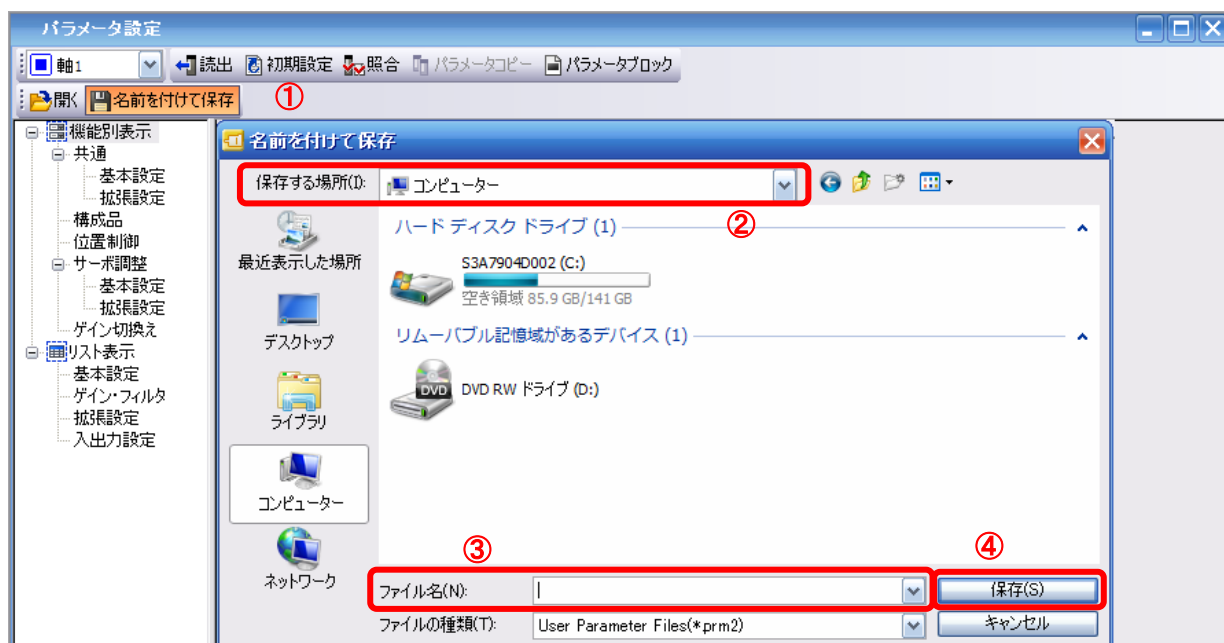 パラメータ設定
軸1 読出 初期設定 照合 パラメータコピー パラメータブロック
開く 名前を付けて保存 ①
機能別表示
共通
基本設定
拡張設定
構成品
位置制御
サーボ調整
基本設定
拡張設定
ゲイン切換え
リスト表示
基本設定
ゲイン・フィルタ
拡張設定
入出力設定
名前を付けて保存
保存する場所(I): コンピューター
②
最近表示した場所
デスクトップ
ライブラリ
コンピューター
ネットワーク
ハード ディスク ドライブ (1)
S3A7904D002 (C:)
空き領域 85.9 GB/141 GB
リムーバブル記憶域があるデバイス (1)
DVD RW ドライブ (D:)
③ ④
ファイル名(N): 保存(S)
ファイルの種類(T): User Parameter Files(*.prm2) キャンセル